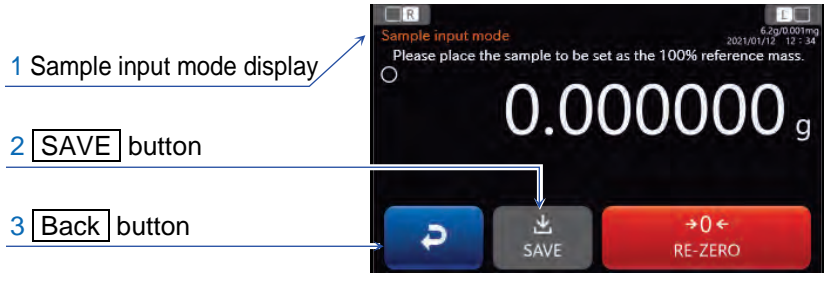 R
L
Sample input mode
6.2g/0.001mg
2021/01/12 12:34
Please place the sample to be set as the 100% reference mass.
0.000000 g
1 Sample input mode display
2 SAVE button
3 Back button
SAVE
→0←
RE-ZERO